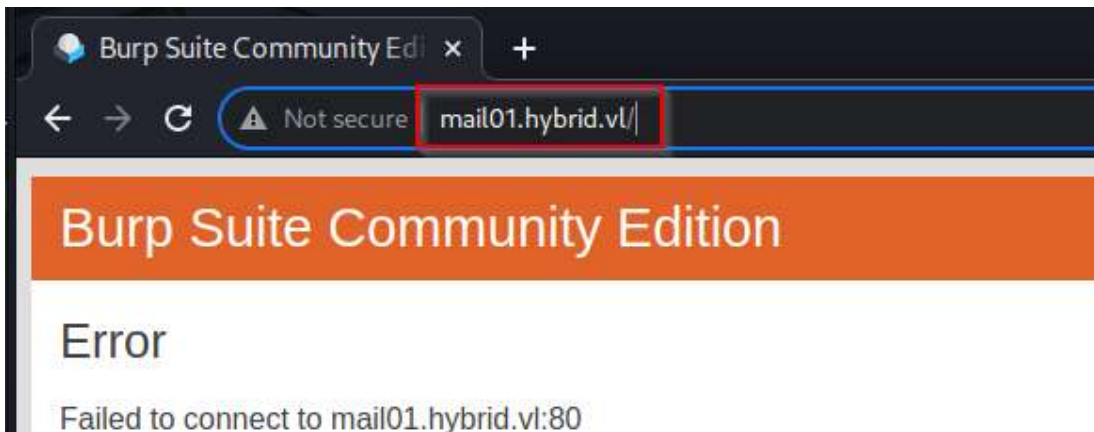 Burp Suite Community Edi
Not secure mail01.hybrid.vl/
Burp Suite Community Edition
Error
Failed to connect to mail01.hybrid.vl:80